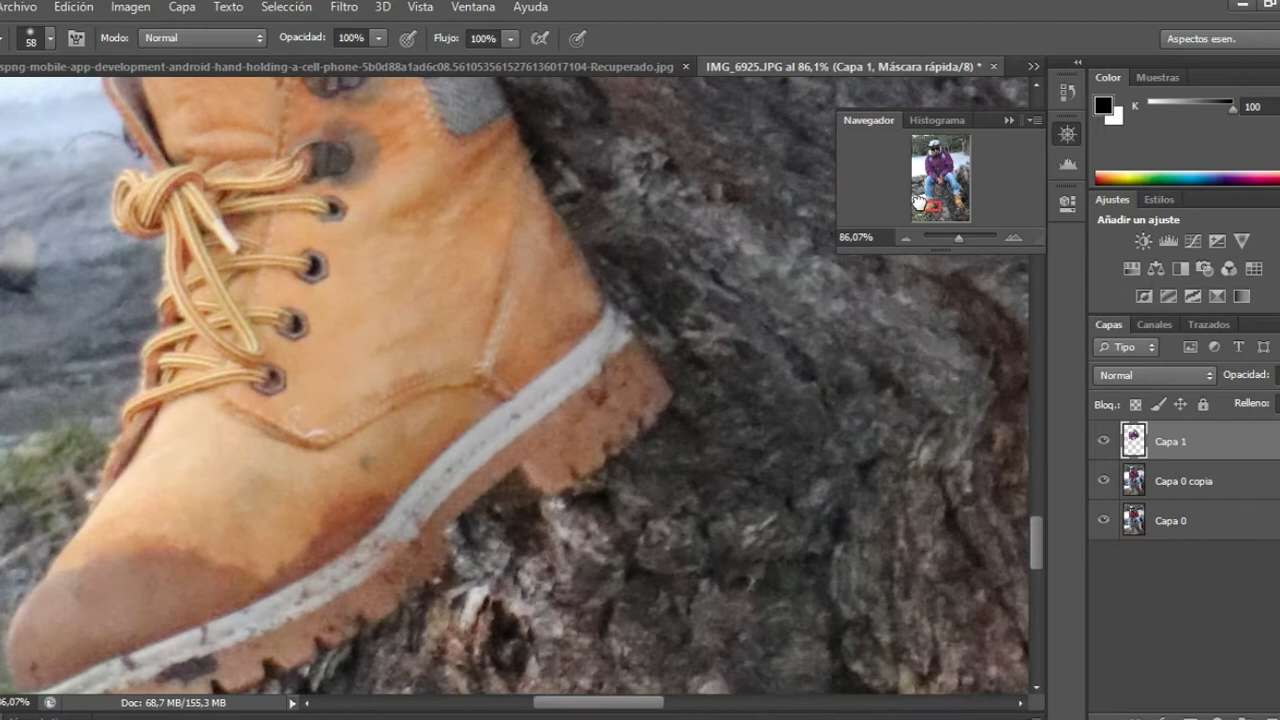 Archivo Edición Imagen Capa Texto Selección Filtro 3D Vista Ventana Ayuda
58 Modo: Normal Opacidad: 100% Flujo: 100% Aspectos esen.
spng-mobile-app-development-android-hand-holding-a-cell-phone-5b0d88a1ad6c08.5610535615276136017104-Recuperado.jpg × IMG_6925.JPG al 86,1% (Capa 1, Máscara rápida/8) * ×
Color Muestras
K 100
Navegador Histograma
86,07%
Ajustes Estilos
Añadir un ajuste
Capas Canales Trazados
Tipo
Normal Opacidad:
Bloq.: Relleno:
Capa 1
Capa 0 copia
Capa 0
86,07% Doc: 68,7 MB/155,3 MB